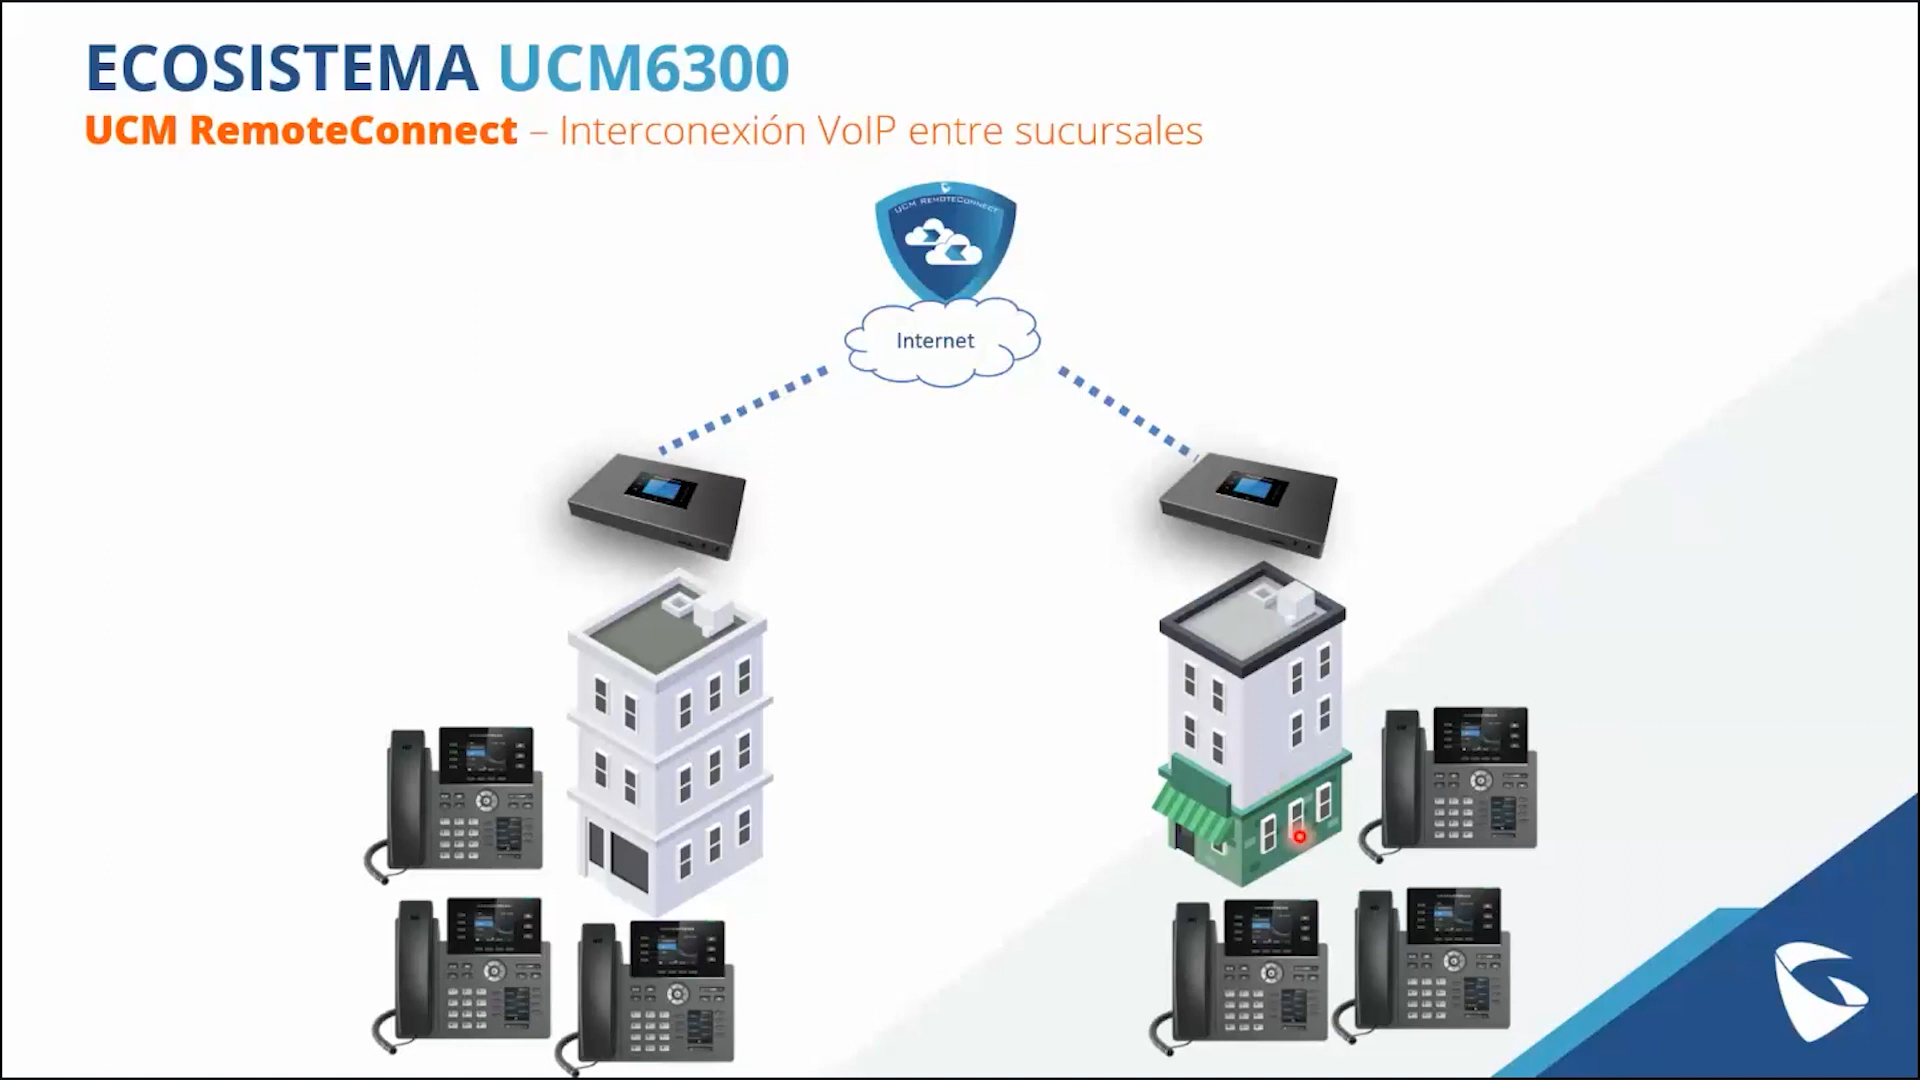 ECOSISTEMA UCM6300
UCM RemoteConnect – Interconexión VoIP entre sucursales
UCM REMOTECONNECT
Internet